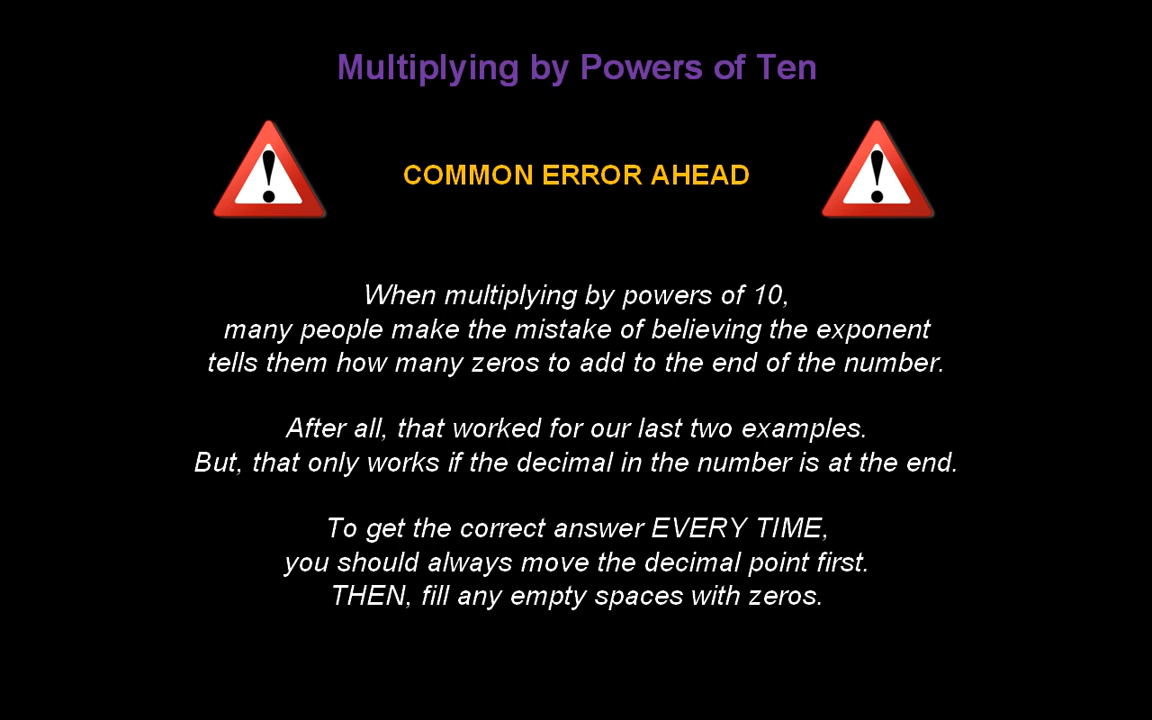 Multiplying by Powers of Ten
COMMON ERROR AHEAD
When multiplying by powers of 10,
many people make the mistake of believing the exponent
tells them how many zeros to add to the end of the number.
After all, that worked for our last two examples.
But, that only works if the decimal in the number is at the end.
To get the correct answer EVERY TIME,
you should always move the decimal point first.
THEN, fill any empty spaces with zeros.